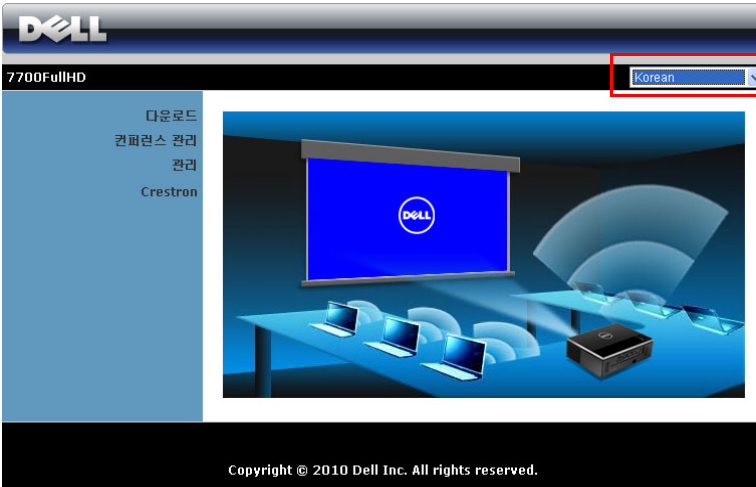 DELL
7700FullHD
Korean
다운로드
컨퍼런스 관리
관리
Crestron
DELL
Copyright © 2010 Dell Inc. All rights reserved.